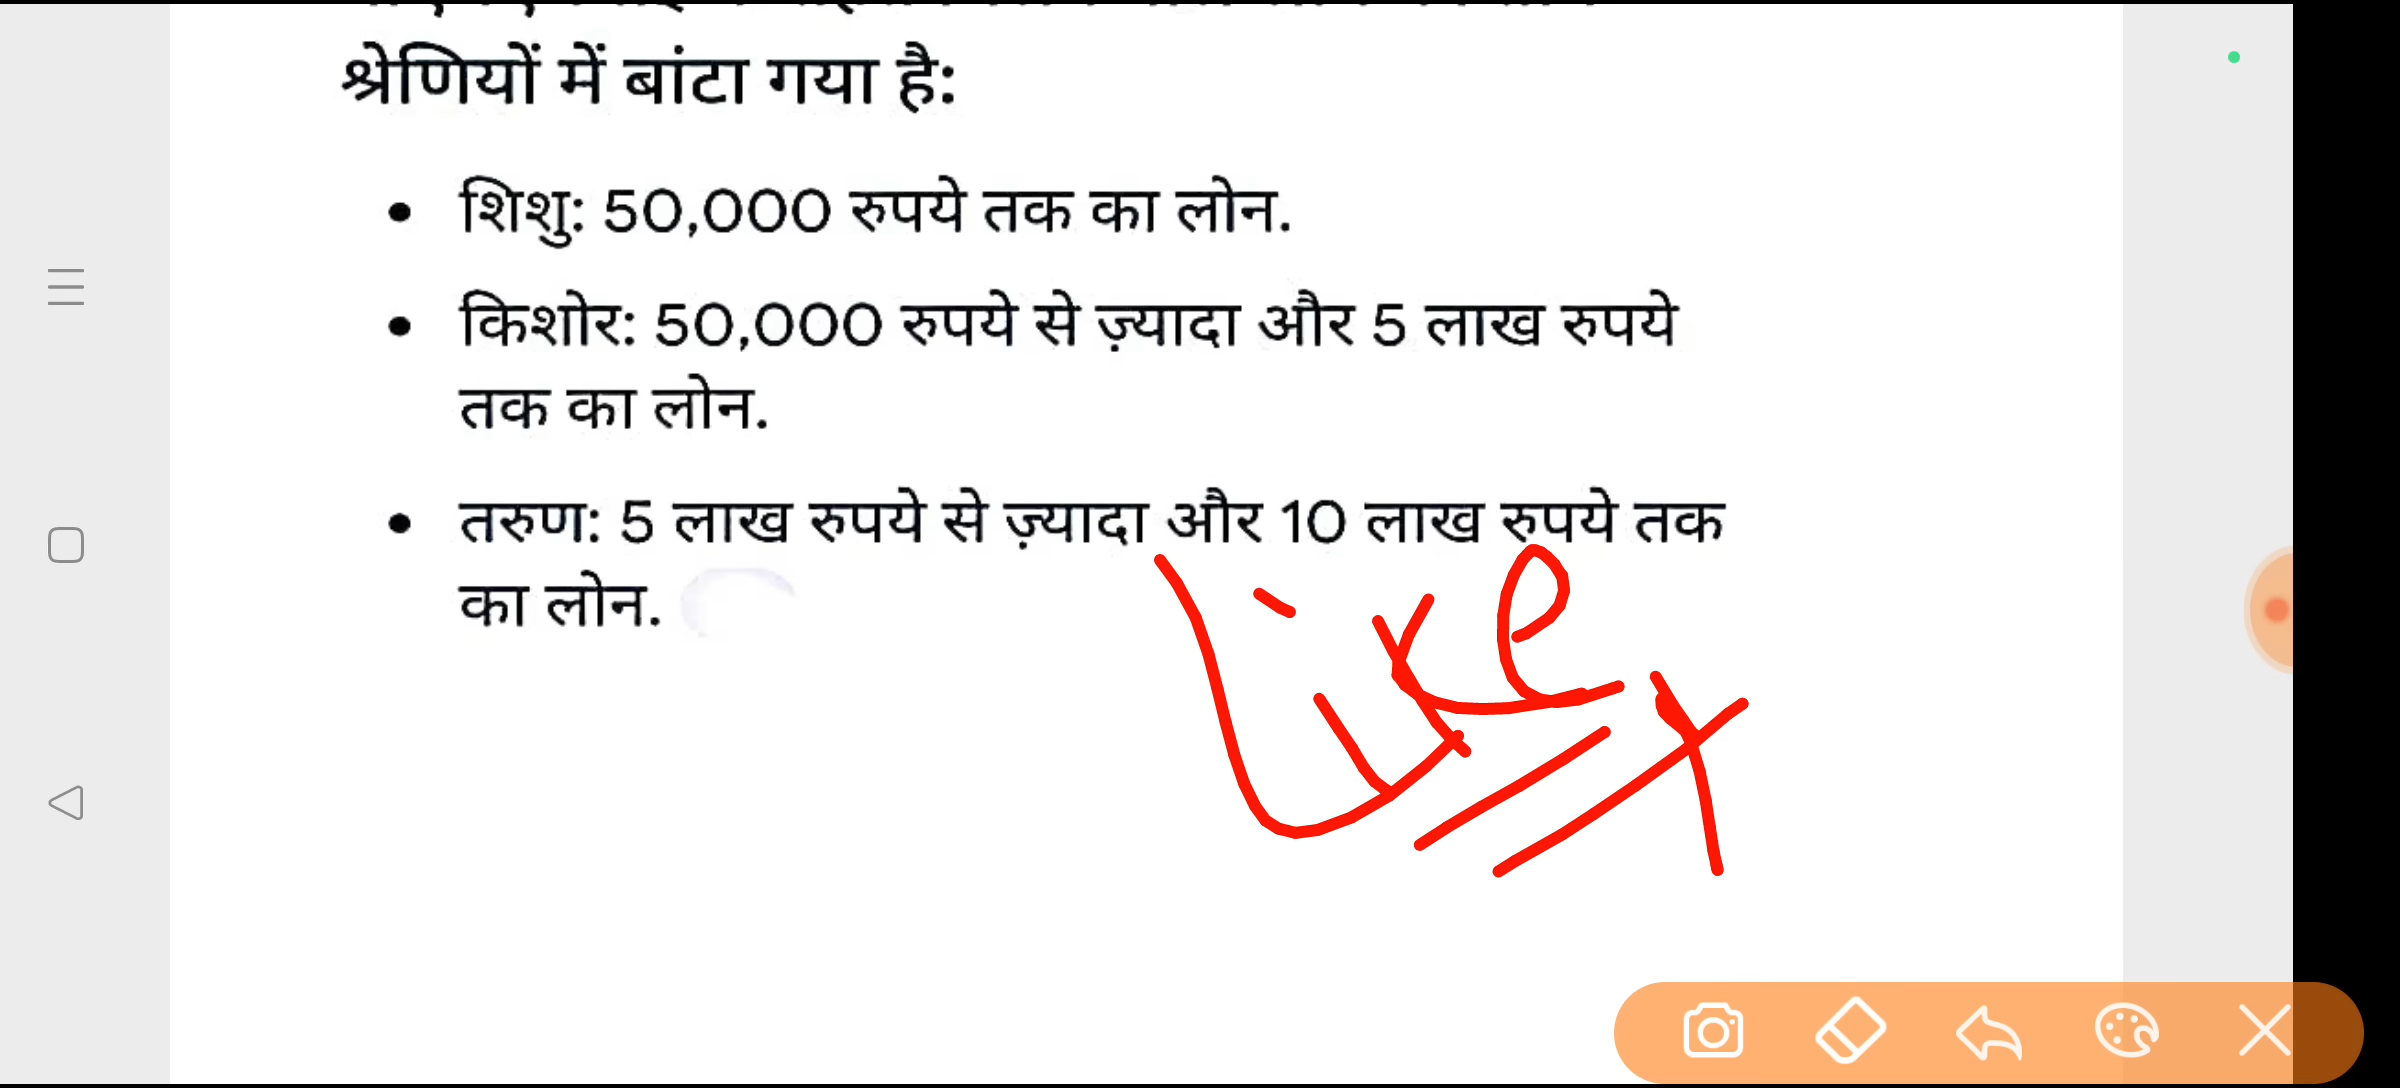 श्रेणियों में बांटा गया है:
• शिशु: 50,000 रुपये तक का लोन.
• किशोर: 50,000 रुपये से ज़्यादा और 5 लाख रुपये
तक का लोन.
• तरुण: 5 लाख रुपये से ज़्यादा और 10 लाख रुपये तक
का लोन.
Like